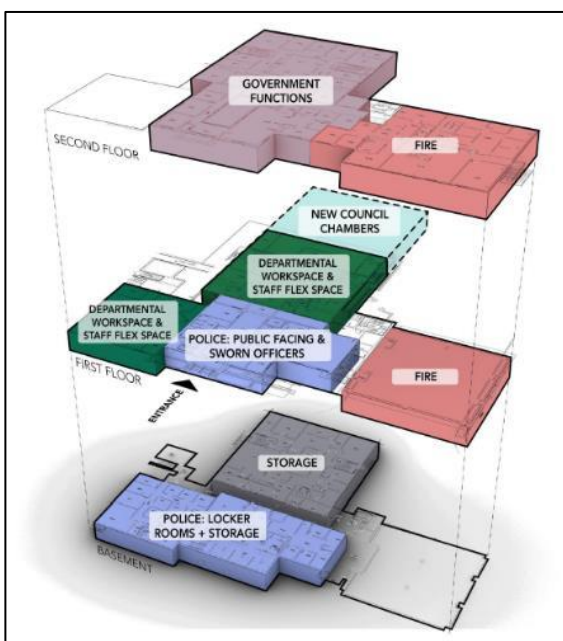 GOVERNMENT
FUNCTIONS
FIRE
SECOND FLOOR
NEW COUNCIL
CHAMBERS
DEPARTMENTAL
WORKSPACE &
STAFF FLEX SPACE
DEPARTMENTAL
WORKSPACE &
STAFF FLEX SPACE
POLICE: PUBLIC FACING &
SWORN OFFICERS
FIRE
FIRST FLOOR
ENTRANCE
STORAGE
POLICE: LOCKER
ROOMS + STORAGE
BASEMENT